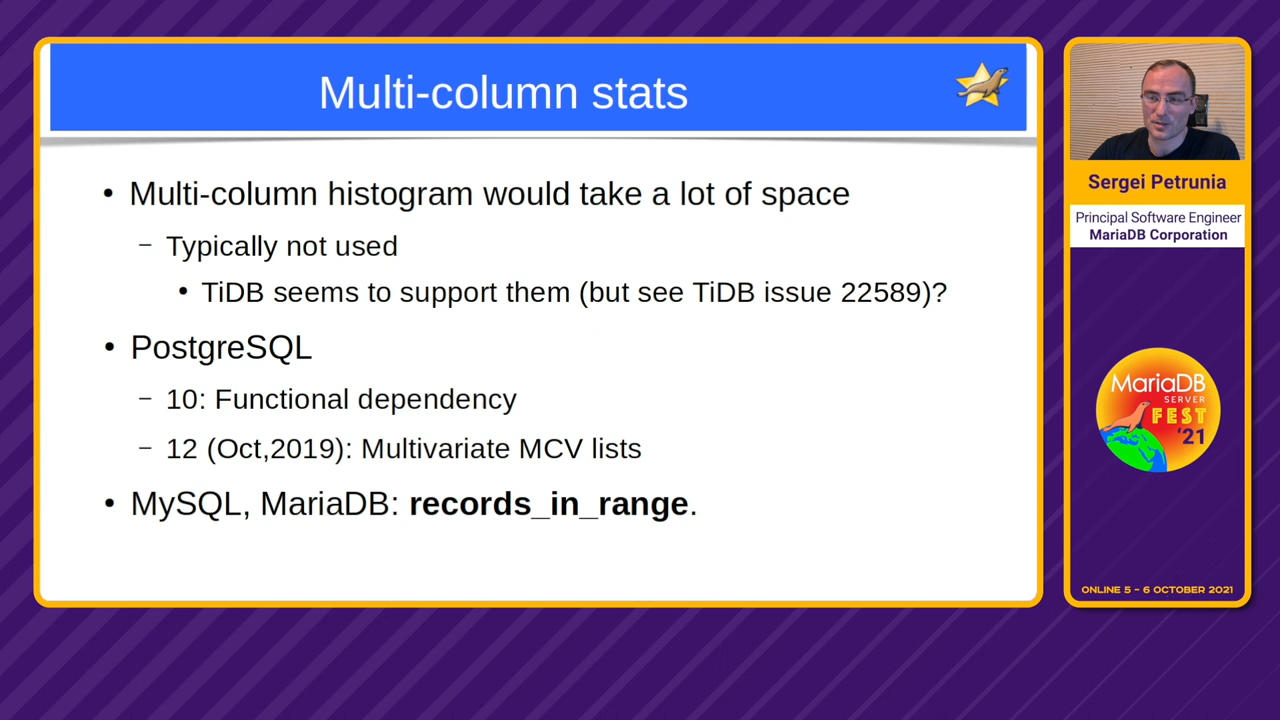 Multi-column stats
• Multi-column histogram would take a lot of space
– Typically not used
• TiDB seems to support them (but see TiDB issue 22589)?
• PostgreSQL
– 10: Functional dependency
– 12 (Oct,2019): Multivariate MCV lists
• MySQL, MariaDB: records_in_range.
Sergei Petrunia
Principal Software Engineer
MariaDB Corporation
MariaDB
SERVER
FEST
'21
ONLINE 5 - 6 OCTOBER 2021